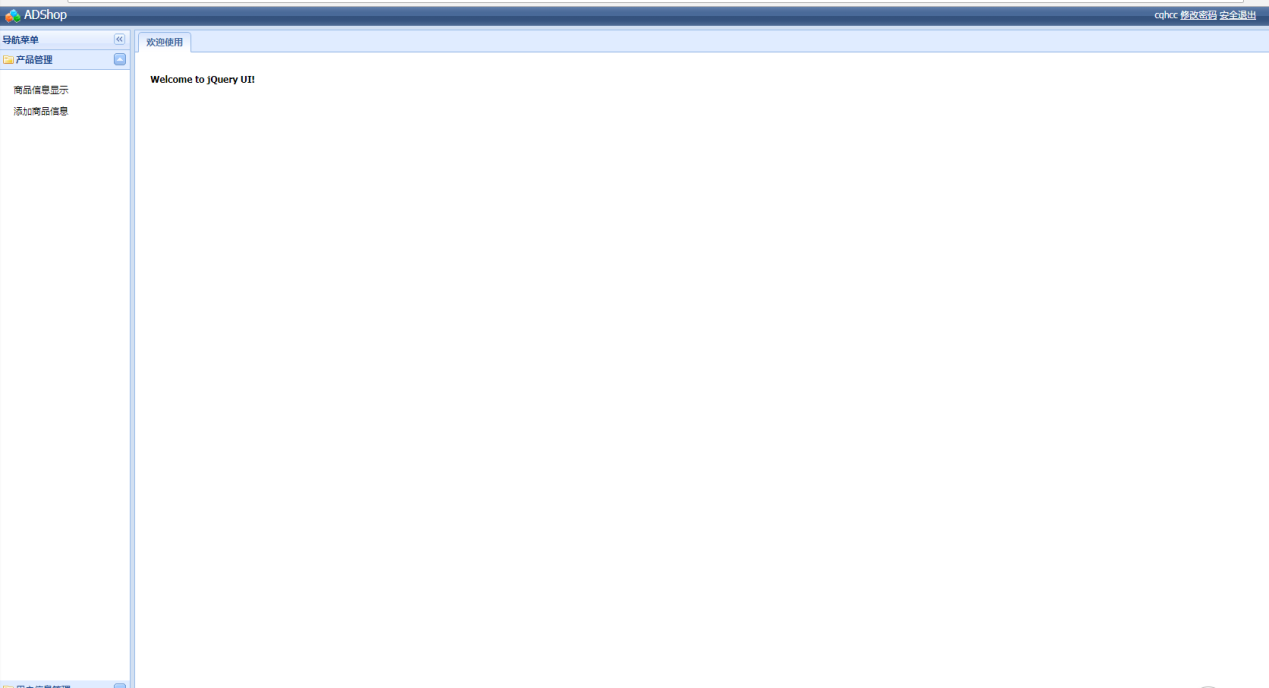 ADShop
cqhcc 修改密码 安全退出
导航菜单
产品管理
商品信息显示
添加商品信息
欢迎使用
Welcome to jQuery UI!